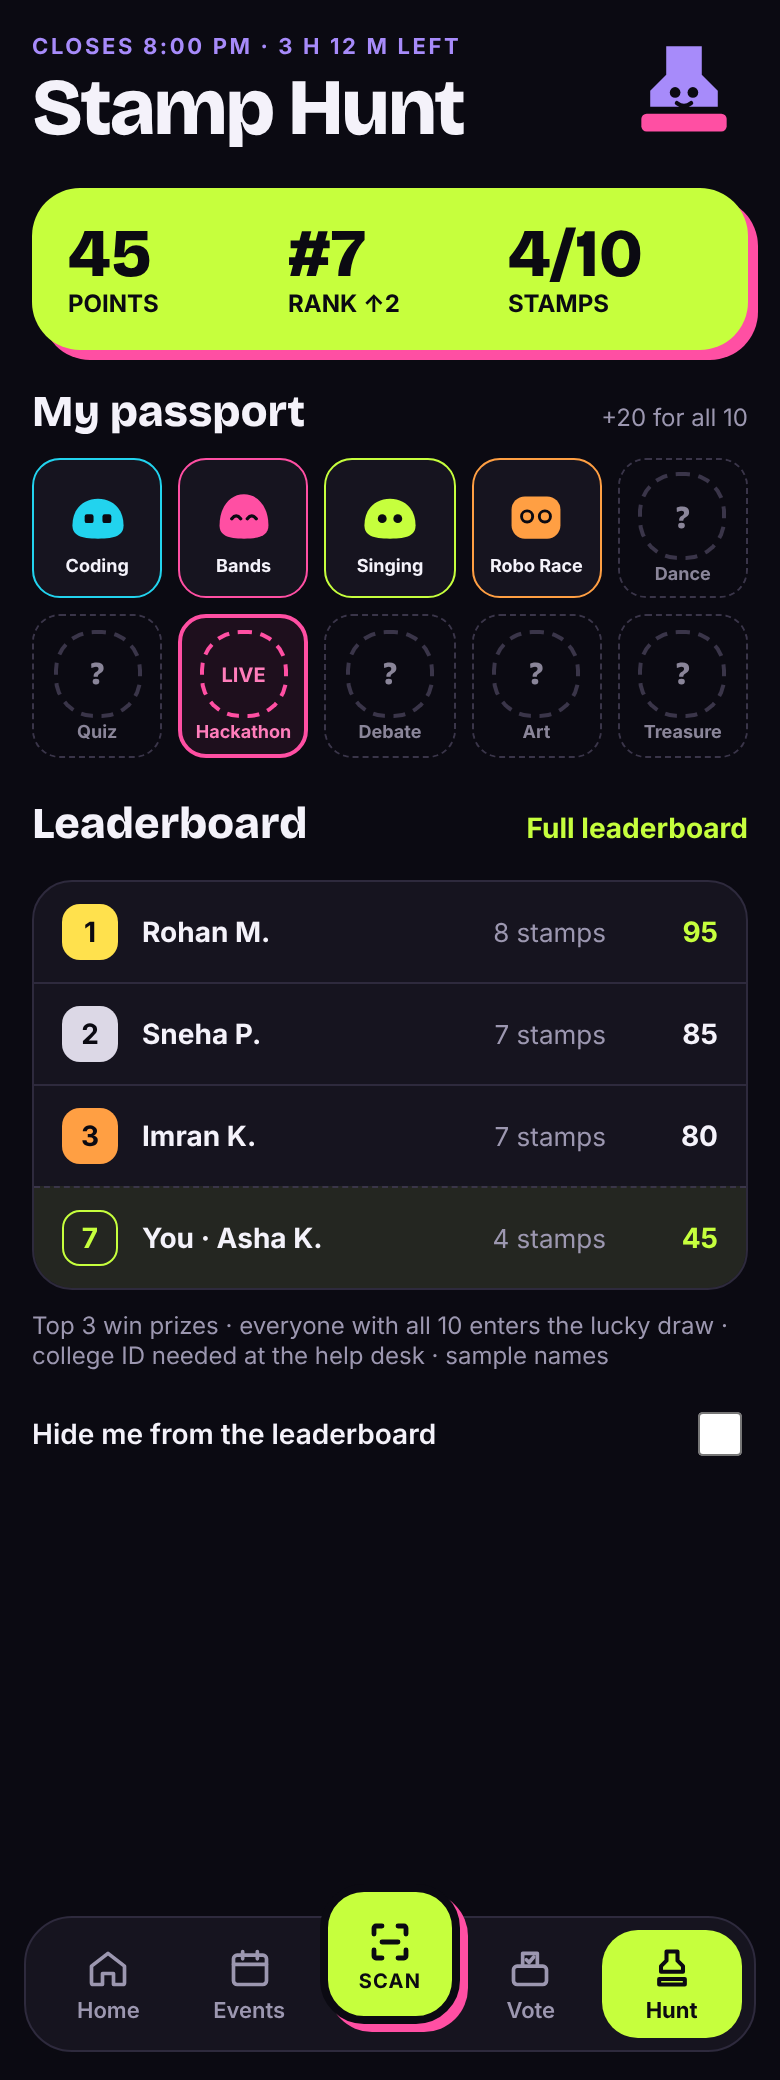 CLOSES 8:00 PM · 3 H 12 M LEFT
Stamp Hunt
45 #7 4/10
POINTS RANK ↑2 STAMPS
My passport +20 for all 10
Coding Bands Singing Robo Race ? Dance
? Quiz LIVE Hackathon ? Debate ? Art ? Treasure
Leaderboard Full leaderboard
1 Rohan M. 8 stamps 95
2 Sneha P. 7 stamps 85
3 Imran K. 7 stamps 80
7 You · Asha K. 4 stamps 45
Top 3 win prizes · everyone with all 10 enters the lucky draw ·
college ID needed at the help desk · sample names
Hide me from the leaderboard
Home Events SCAN Vote Hunt